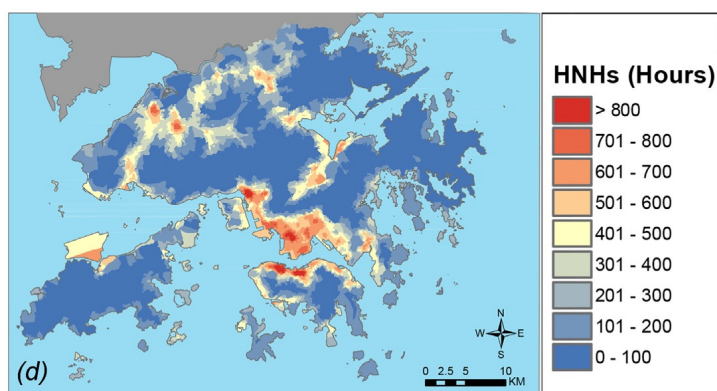 HNHs (Hours)
> 800
701 - 800
601 - 700
501 - 600
401 - 500
301 - 400
201 - 300
101 - 200
0 - 100
N
W E
S
0 2.5 5 10
KM
(d)